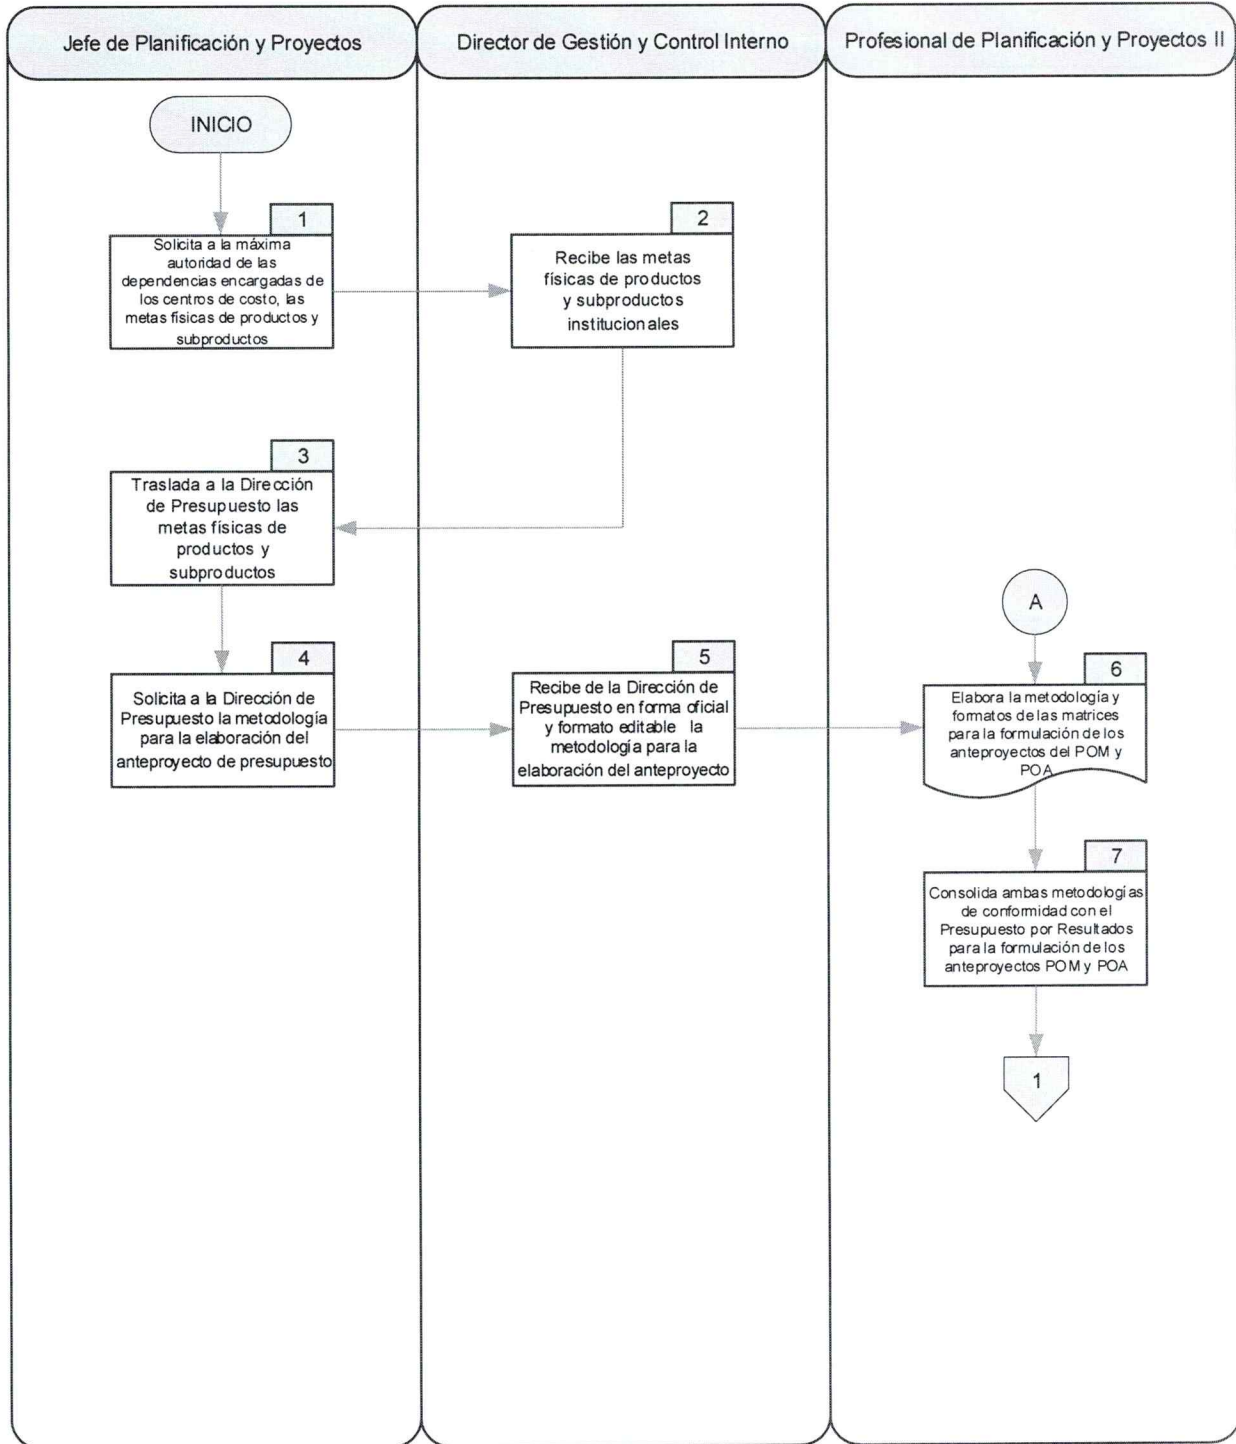 Jefe de Planificación y Proyectos
Director de Gestión y Control Interno
Profesional de Planificación y Proyectos II
INICIO
1
Solicita a la máxima
autoridad de las
dependencias encargadas de
los centros de costo, las
metas físicas de productos y
subproductos
2
Recibe las metas
físicas de productos
y subproductos
institucionales
3
Traslada a la Dirección
de Presupuesto las
metas físicas de
productos y
subproductos
4
Solicita a la Dirección de
Presupuesto la metodología
para la elaboración del
anteproyecto de presupuesto
5
Recibe de la Dirección de
Presupuesto en forma oficial
y formato editable la
metodología para la
elaboración del anteproyecto
A
6
Elabora la metodología y
formatos de las matrices
para la formulación de los
anteproyectos del POM y
POA
7
Consolida ambas metodologías
de conformidad con el
Presupuesto por Resultados
para la formulación de los
anteproyectos POM y POA
1